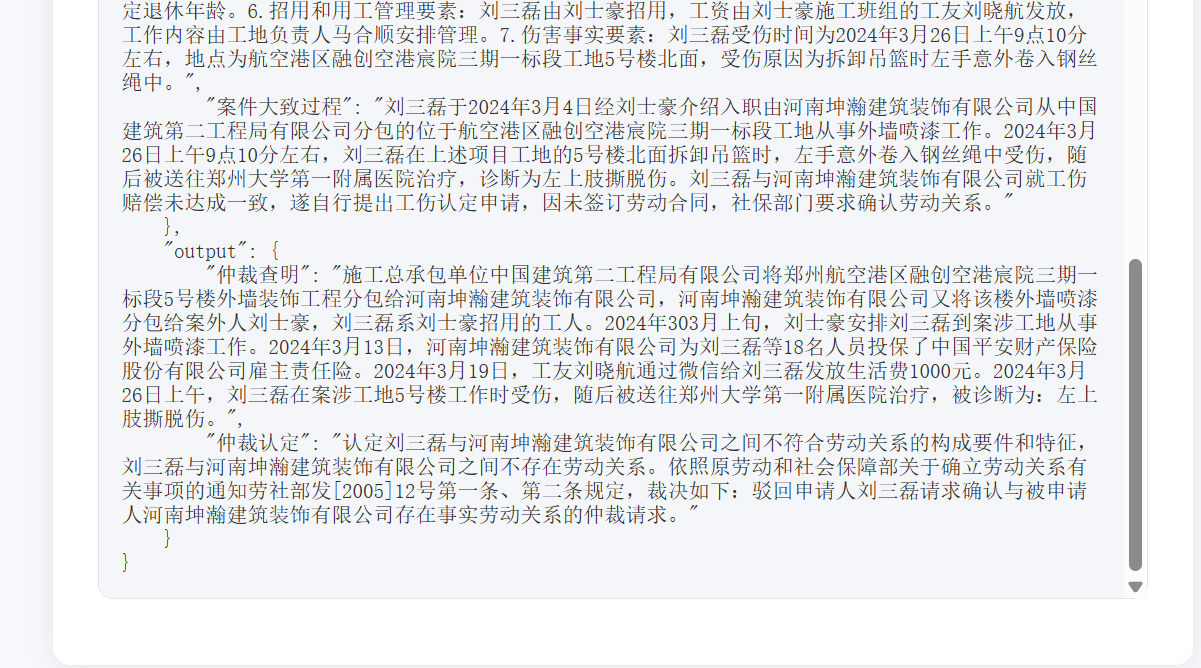 定退休年龄。6.招用和用工管理要素：刘三磊由刘士豪招用，工资由刘士豪施工班组的工友刘晓航发放，
工作内容由工地负责人马合顺安排管理。7.伤害事实要素：刘三磊受伤时间为2024年3月26日上午9点10分
左右，地点为航空港区融创空港宸院三期一标段工地5号楼北面，受伤原因为拆卸吊篮时左手意外卷入钢丝
绳中。",
"案件大致过程": "刘三磊于2024年3月4日经刘士豪介绍入职由河南坤瀚建筑装饰有限公司从中国
建筑第二工程局有限公司分包的位于航空港区融创空港宸院三期一标段工地从事外墙喷漆工作。2024年3月
26日上午9点10分左右，刘三磊在上述项目工地的5号楼北面拆卸吊篮时，左手意外卷入钢丝绳中受伤，随
后被送往郑州大学第一附属医院治疗，诊断为左上肢撕脱伤。刘三磊与河南坤瀚建筑装饰有限公司就工伤
赔偿未达成一致，遂自行提出工伤认定申请，因未签订劳动合同，社保部门要求确认劳动关系。"
},
"output": {
"仲裁查明": "施工总承包单位中国建筑第二工程局有限公司将郑州航空港区融创空港宸院三期一
标段5号楼外墙装饰工程分包给河南坤瀚建筑装饰有限公司，河南坤瀚建筑装饰有限公司又将该楼外墙喷漆
分包给案外人刘士豪，刘三磊系刘士豪招用的工人。2024年303月上旬，刘士豪安排刘三磊到案涉工地从事
外墙喷漆工作。2024年3月13日，河南坤瀚建筑装饰有限公司为刘三磊等18名人员投保了中国平安财产保险
股份有限公司雇主责任险。2024年3月19日，工友刘晓航通过微信给刘三磊发放生活费1000元。2024年3月
26日上午，刘三磊在案涉工地5号楼工作时受伤，随后被送往郑州大学第一附属医院治疗，被诊断为：左上
肢撕脱伤。",
"仲裁认定": "认定刘三磊与河南坤瀚建筑装饰有限公司之间不符合劳动关系的构成要件和特征，
刘三磊与河南坤瀚建筑装饰有限公司之间不存在劳动关系。依照原劳动和社会保障部关于确立劳动关系有
关事项的通知劳社部发[2005]12号第一条、第二条规定，裁决如下：驳回申请人刘三磊请求确认与被申请
人河南坤瀚建筑装饰有限公司存在事实劳动关系的仲裁请求。"
}
}